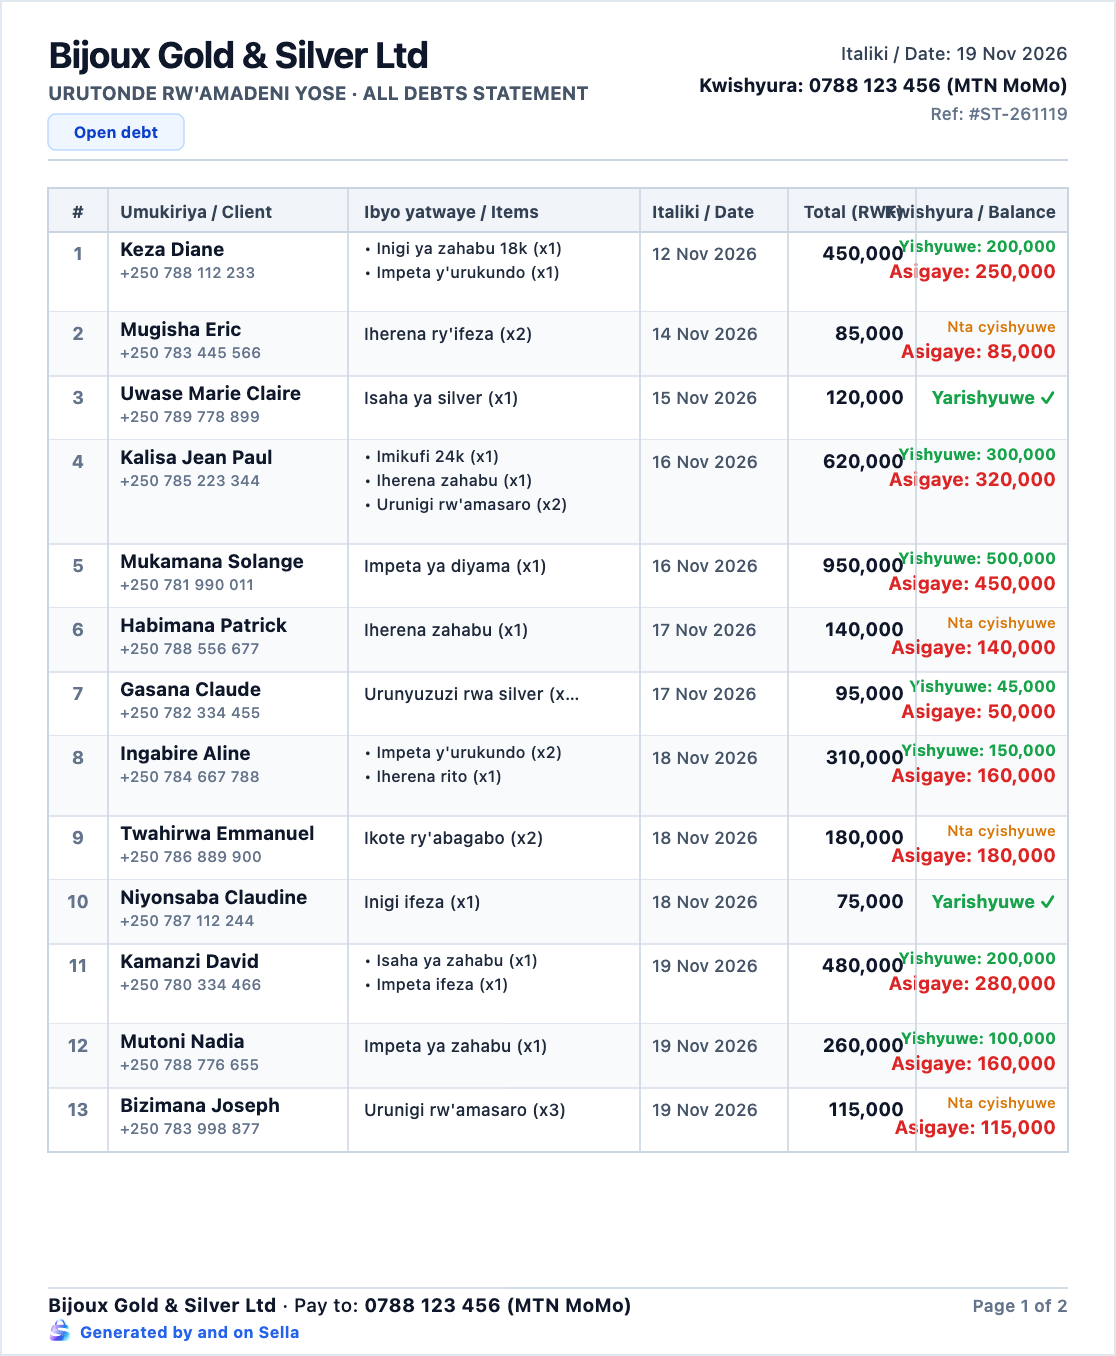 Bijoux Gold & Silver Ltd
URUTONDE RW'AMADENI YOSE · ALL DEBTS STATEMENT
Open debt
Italiki / Date: 19 Nov 2026
Kwishyura: 0788 123 456 (MTN MoMo)
Ref: #ST-261119
# Umukiriya / Client Ibyo yatwaye / Items Italiki / Date Total (RWF) Kwishyura / Balance
1 Keza Diane • Inigi ya zahabu 18k (x1) 12 Nov 2026 450,000 Yishyuwe: 200,000
+250 788 112 233 • Impeta y'urukundo (x1) Asigaye: 250,000
2 Mugisha Eric Iherena ry'ifeza (x2) 14 Nov 2026 85,000 Nta cyishyuwe
+250 783 445 566 Asigaye: 85,000
3 Uwase Marie Claire Isaha ya silver (x1) 15 Nov 2026 120,000 Yarishyuwe ✓
+250 789 778 899
4 Kalisa Jean Paul • Imikufi 24k (x1) 16 Nov 2026 620,000 Yishyuwe: 300,000
+250 785 223 344 • Iherena zahabu (x1) Asigaye: 320,000
• Urunigi rw'amasaro (x2)
5 Mukamana Solange Impeta ya diyama (x1) 16 Nov 2026 950,000 Yishyuwe: 500,000
+250 781 990 011 Asigaye: 450,000
6 Habimana Patrick Iherena zahabu (x1) 17 Nov 2026 140,000 Nta cyishyuwe
+250 788 556 677 Asigaye: 140,000
7 Gasana Claude Urunyuzuzi rwa silver (x... 17 Nov 2026 95,000 Yishyuwe: 45,000
+250 782 334 455 Asigaye: 50,000
8 Ingabire Aline • Impeta y'urukundo (x2) 18 Nov 2026 310,000 Yishyuwe: 150,000
+250 784 667 788 • Iherena rito (x1) Asigaye: 160,000
9 Twahirwa Emmanuel Ikote ry'abagabo (x2) 18 Nov 2026 180,000 Nta cyishyuwe
+250 786 889 900 Asigaye: 180,000
10 Niyonsaba Claudine Inigi ifeza (x1) 18 Nov 2026 75,000 Yarishyuwe ✓
+250 787 112 244
11 Kamanzi David • Isaha ya zahabu (x1) 19 Nov 2026 480,000 Yishyuwe: 200,000
+250 780 334 466 • Impeta ifeza (x1) Asigaye: 280,000
12 Mutoni Nadia Impeta ya zahabu (x1) 19 Nov 2026 260,000 Yishyuwe: 100,000
+250 788 776 655 Asigaye: 160,000
13 Bizimana Joseph Urunigi rw'amasaro (x3) 19 Nov 2026 115,000 Nta cyishyuwe
+250 783 998 877 Asigaye: 115,000
Bijoux Gold & Silver Ltd · Pay to: 0788 123 456 (MTN MoMo) Page 1 of 2
Generated by and on Sella